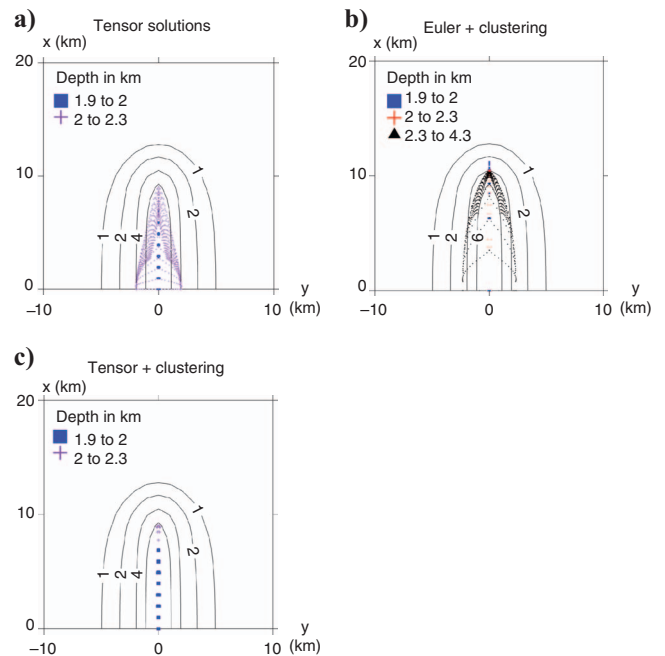 a)
Tensor solutions
x (km)
20
Depth in km
1.9 to 2
2 to 2.3
10
1
1 2 4 2
0
–10 0 10
y
(km)
b)
Euler + clustering
x (km)
20
Depth in km
1.9 to 2
2 to 2.3
2.3 to 4.3
10
1
1 2 6 2
0
–10 0 10
y
(km)
c)
Tensor + clustering
x (km)
20
Depth in km
1.9 to 2
2 to 2.3
10
1
1 2 4 2
0
–10 0 10
y
(km)